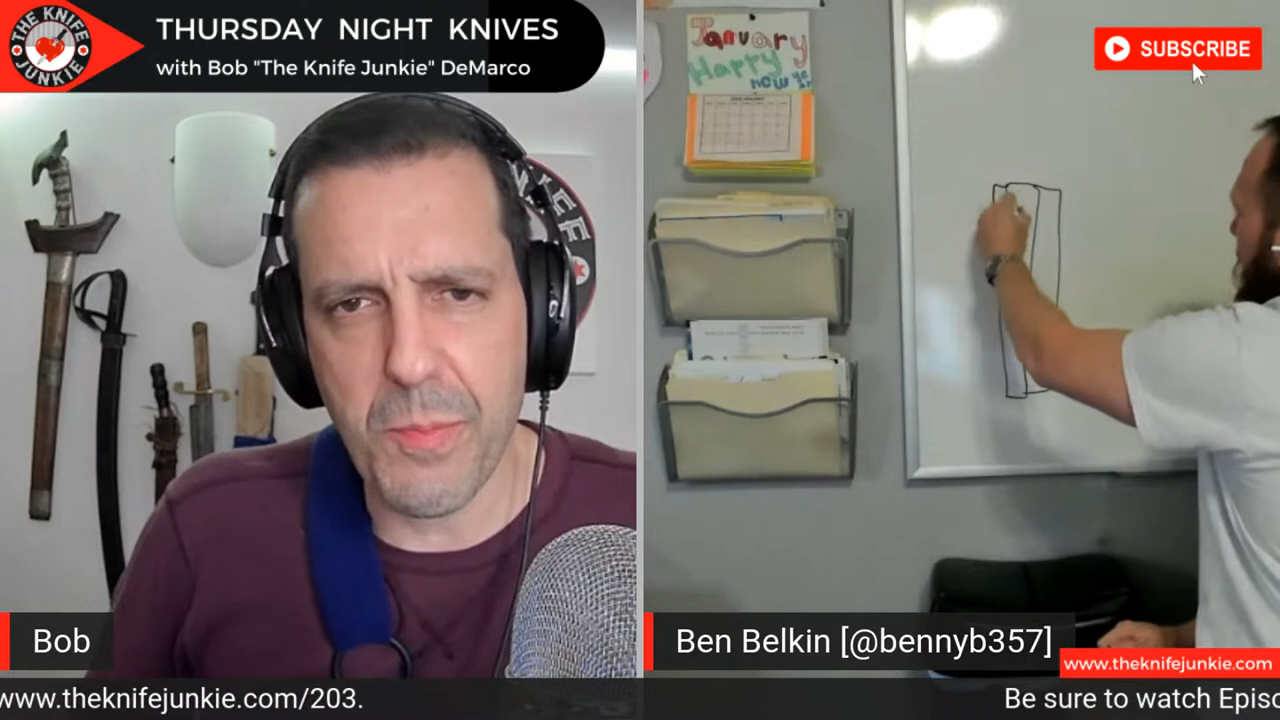 THE KNIFE
JUNKIE
THURSDAY NIGHT KNIVES
with Bob "The Knife Junkie" DeMarco
January
Happy
new year
SUBSCRIBE
Bob
Ben Belkin [@bennyb357]
www.theknifejunkie.com
www.theknifejunkie.com/203.
Be sure to watch Episo